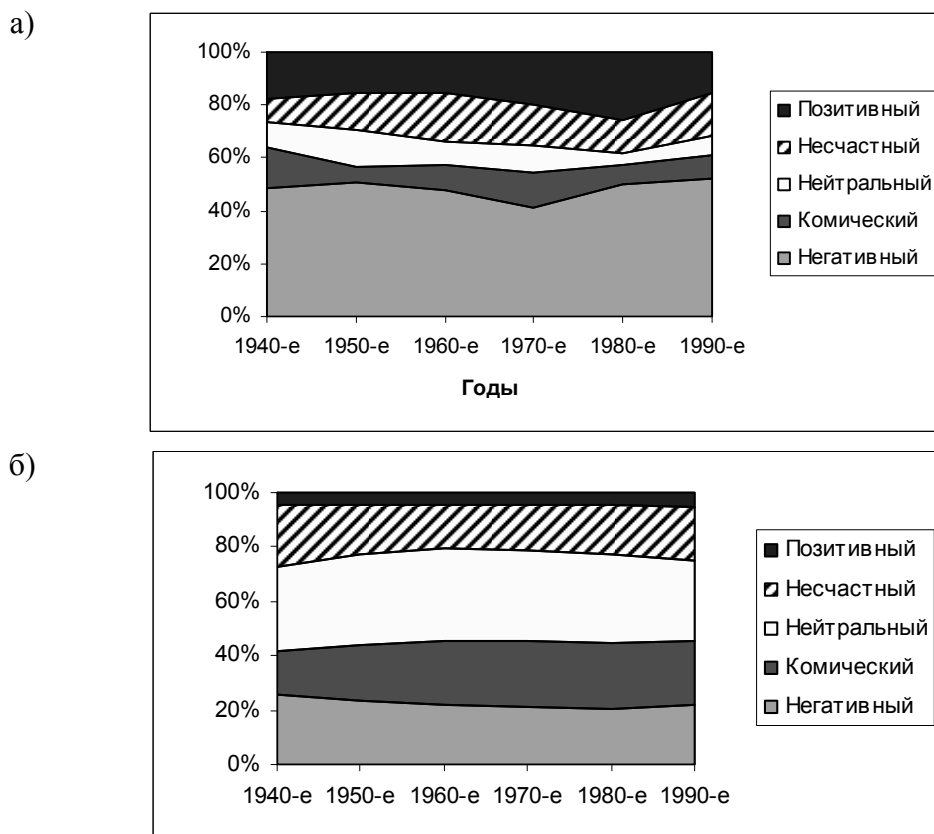 а)
100%
80%
60%
40%
20%
0%
1940-е 1950-е 1960-е 1970-е 1980-е 1990-е
Годы
Позитивный
Несчастный
Нейтральный
Комический
Негативный
б)
100%
80%
60%
40%
20%
0%
1940-е 1950-е 1960-е 1970-е 1980-е 1990-е
Позитивный
Несчастный
Нейтральный
Комический
Негативный